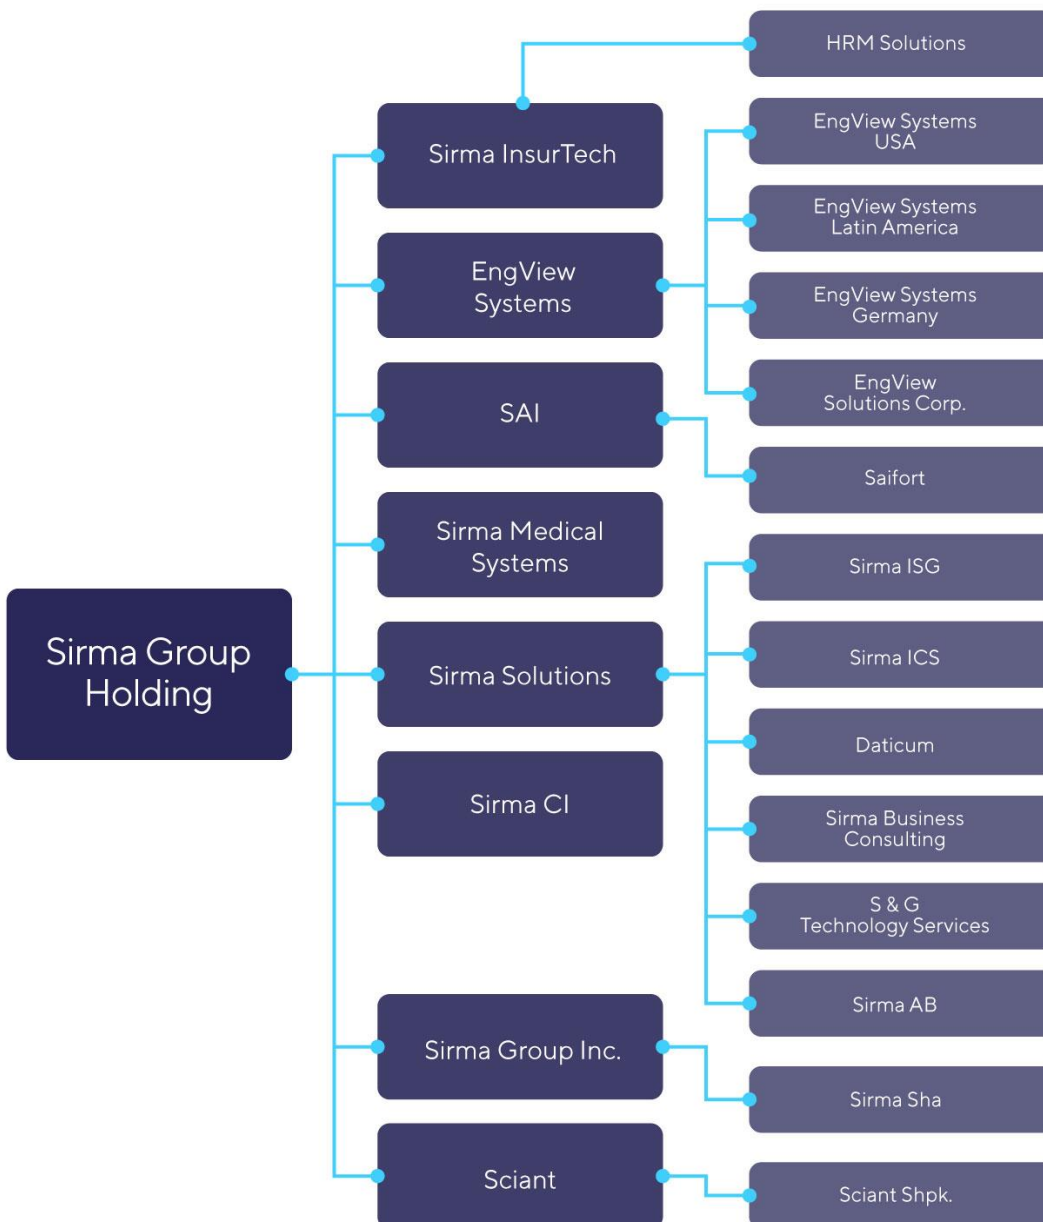 HRM Solutions
Sirma InsurTech
EngView Systems
USA
EngView Systems
Latin America
EngView
Systems
EngView Systems
Germany
EngView
Solutions Corp.
SAI
Saifort
Sirma Medical
Systems
Sirma ISG
Sirma Group
Holding
Sirma Solutions
Sirma ICS
Daticum
Sirma CI
Sirma Business
Consulting
S & G
Technology Services
Sirma AB
Sirma Group Inc.
Sirma Sha
Sciant
Sciant Shpk.